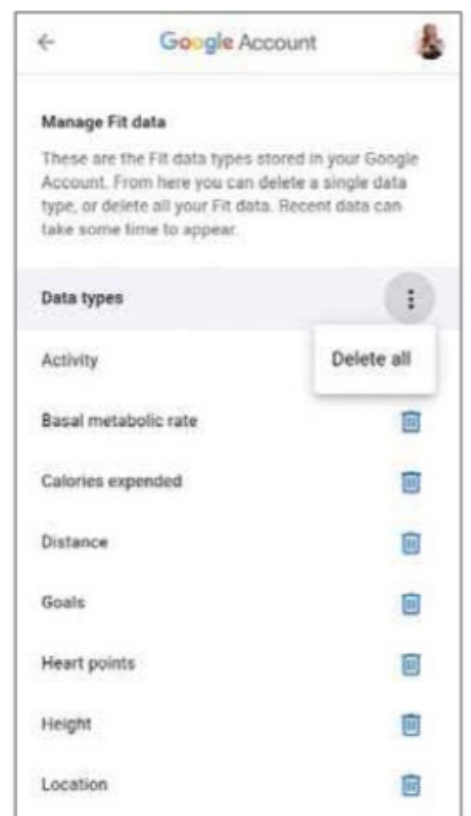 Google Account
Manage Fit data
These are the Fit data types stored in your Google
Account. From here you can delete a single data
type, or delete all your Fit data. Recent data can
take some time to appear.
Data types
Delete all
Activity
Basal metabolic rate
Calories expended
Distance
Goals
Heart points
Height
Location